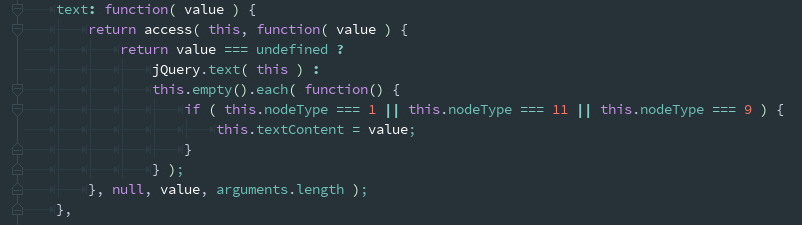 text: function( value ) {
return access( this, function( value ) {
return value === undefined ?
jQuery.text( this ) :
this.empty().each( function() {
if ( this.nodeType === 1 || this.nodeType === 11 || this.nodeType === 9 ) {
this.textContent = value;
}
} );
}, null, value, arguments.length );
},